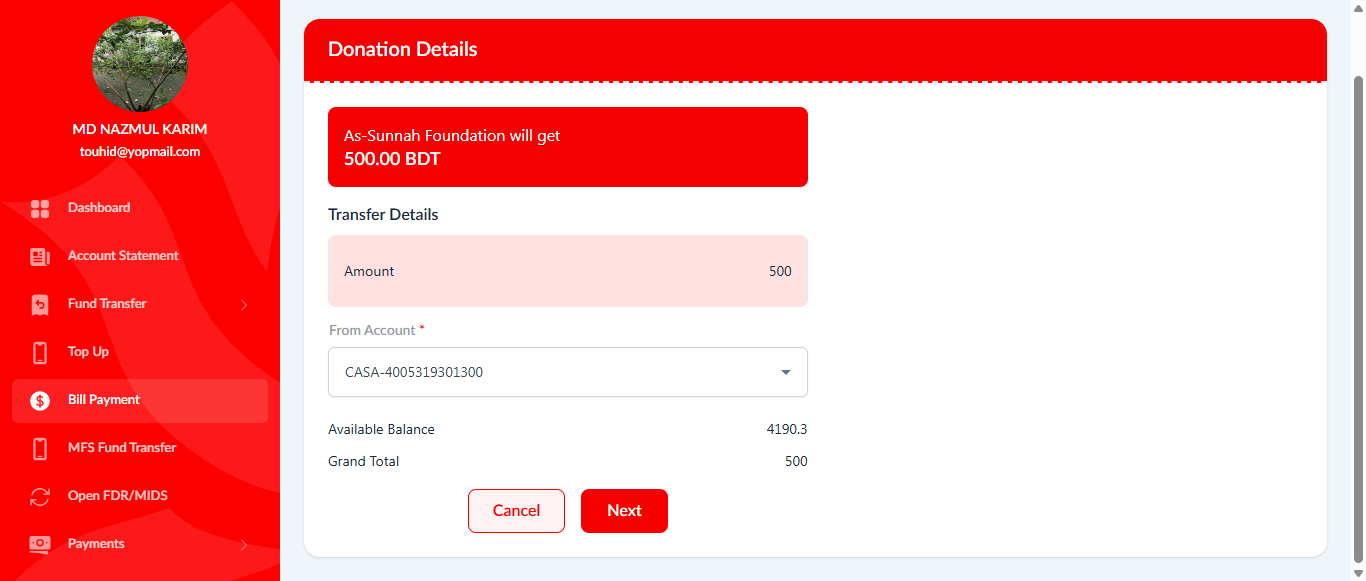 MD NAZMUL KARIM
touhid@yopmail.com
Dashboard
Account Statement
Fund Transfer
Top Up
Bill Payment
MFS Fund Transfer
Open FDR/MIDS
Payments
Donation Details
As-Sunnah Foundation will get
500.00 BDT
Transfer Details
Amount 500
From Account *
CASA-4005319301300
Available Balance 4190.3
Grand Total 500
Cancel Next